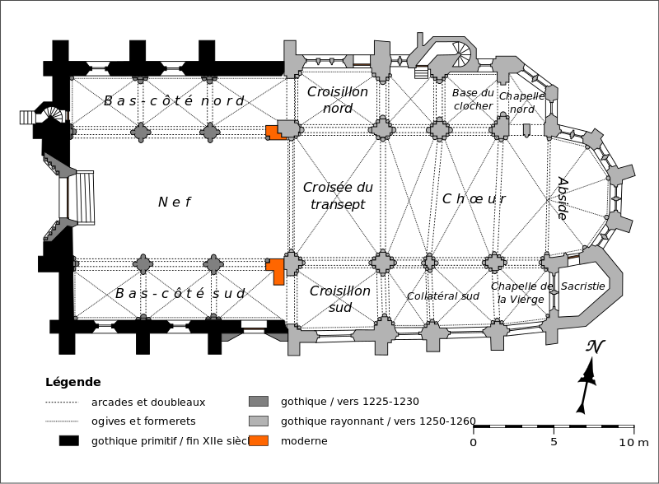 Bas-côté nord
Croisillon
nord
Base du
clocher
Chapelle
nord
Nef
Croisée du
transept
Chœur
Abside
Bas-côté sud
Croisillon
sud
Collatéral sud
Chapelle de
la Vierge
Sacristie
N
Légende
arcades et doubleaux
ogives et formerets
gothique primitif / fin XIIe siècl
gothique / vers 1225-1230
gothique rayonnant / vers 1250-1260
moderne
0 5 10 m